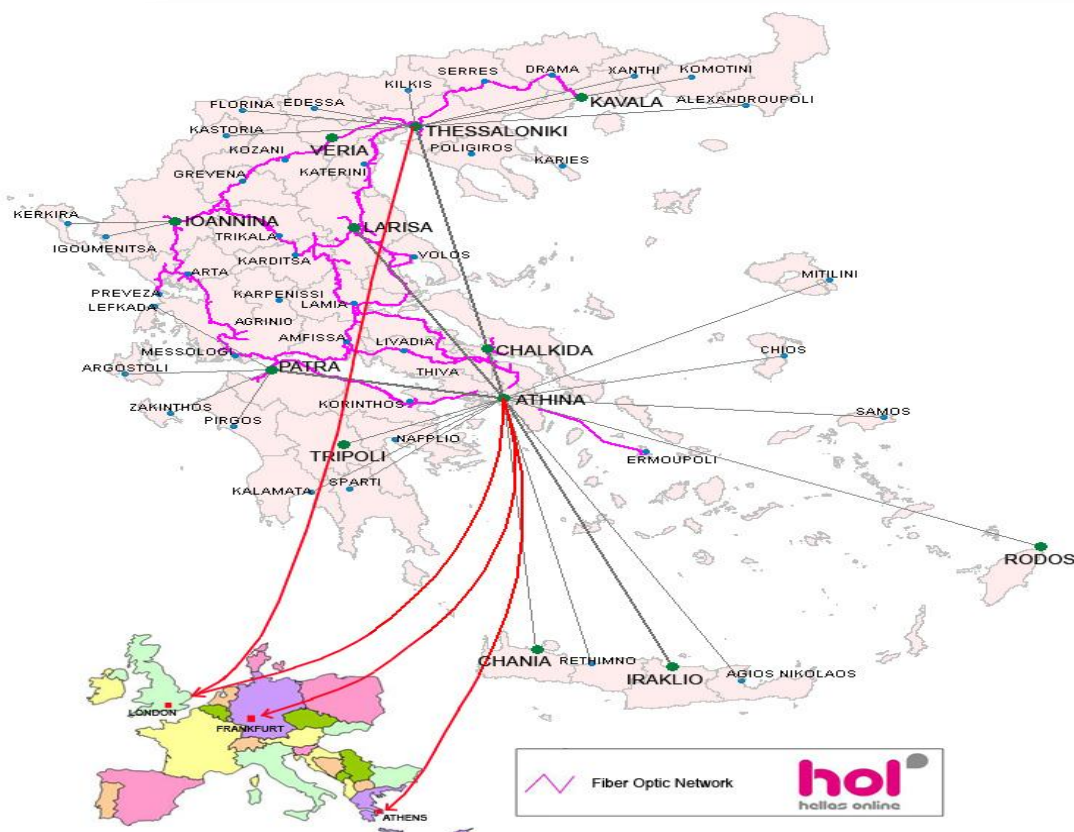 DRAMA
XANTHI
KOMOTINI
SERRES
KILKIS
KAVALA
ALEXANDROUPOLI
FLORINA
EDESSA
KASTORIA
THESSALONIKI
VERIA
POLIGIROS
KOZANI
KATERINI
KARIES
GREVENA
KERKIRA
IOANNINA
LARISA
IGOUMENITSA
TRIKALA
VOLOS
KARDITSA
ARTA
MITILINI
PREVEZA
KARPENISSI
LEFKADA
LAMIA
AGRINIO
AMFISSA
LIVADIA
CHALKIDA
CHIOS
MESSOLOGI
PATRA
ARGOSTOLI
THIVA
ATHINA
KORINTHOS
ZAKINTHOS
PIRGOS
SAMOS
NAFPLIO
TRIPOLI
ERMOUPOLI
SPARTI
KALAMATA
RODOS
CHANIA
RETHIMNO
IRAKLIO
AGIOS NIKOLAOS
LONDON
FRANKFURT
ATHENS
Fiber Optic Network
hol
hellas online